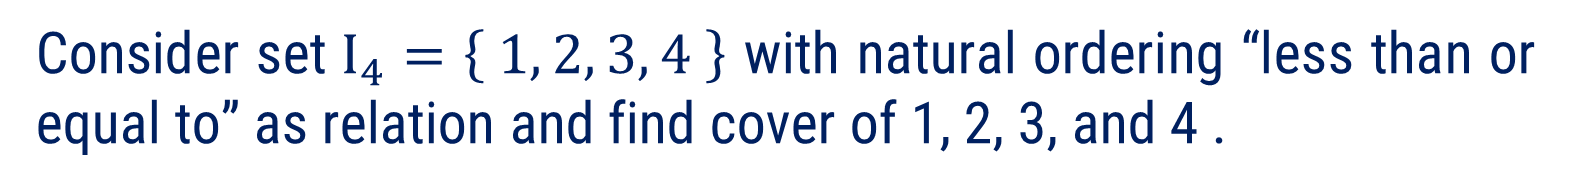 Consider set I₄ = { 1, 2, 3, 4 } with natural ordering “less than or
equal to” as relation and find cover of 1, 2, 3, and 4 .